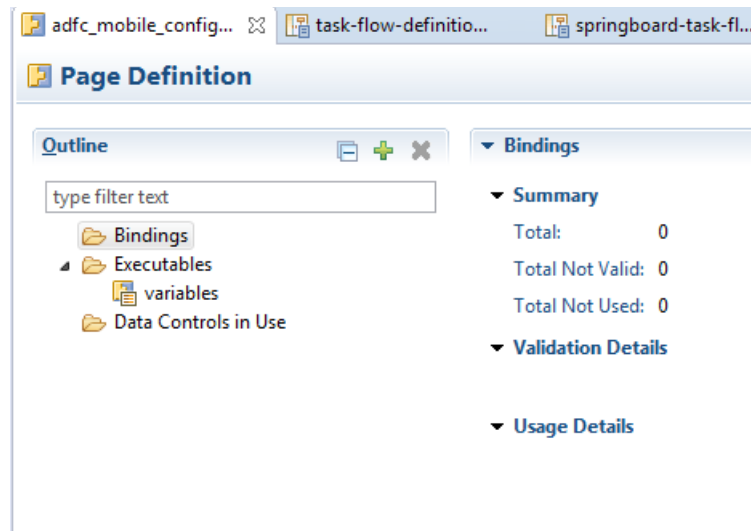 adfc_mobile_config... task-flow-definitio... springboard-task-fl...
Page Definition
Outline
type filter text
Bindings
Executables
variables
Data Controls in Use
Bindings
Summary
Total: 0
Total Not Valid: 0
Total Not Used: 0
Validation Details
Usage Details